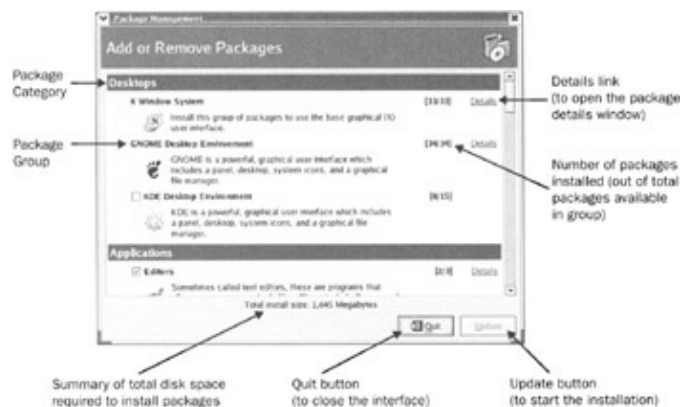 Package Management
Add or Remove Packages
Package
Category
Desktops
X Window System
Details
Install this group of packages to use the base graphical (X)
user interface.
Package
Group
GNOME Desktop Environment
[34/34] Details
GNOME is a powerful, graphical user interface which
includes a panel, desktop, system icons, and a graphical
file manager.
KDE Desktop Environment
KDE is a powerful, graphical user interface which includes
a panel, desktop, system icons, and a graphical file
manager.
Applications
Editors
[2/3] Details
Sometimes called text editors, these are programs that
Total install size: 1,645 Megabytes
Quit
Update
Details link
(to open the package
details window)
Number of packages
installed (out of total
packages available
in group)
Summary of total disk space
required to install packages
Quit button
(to close the interface)
Update button
(to start the installation)